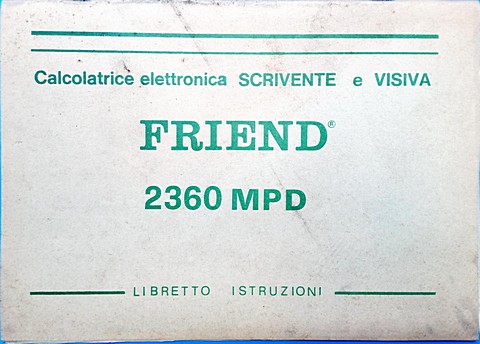 Calcolatrice elettronica SCRIVENTE e VISIVA
FRIEND®
2360 MPD
LIBRETTO ISTRUZIONI